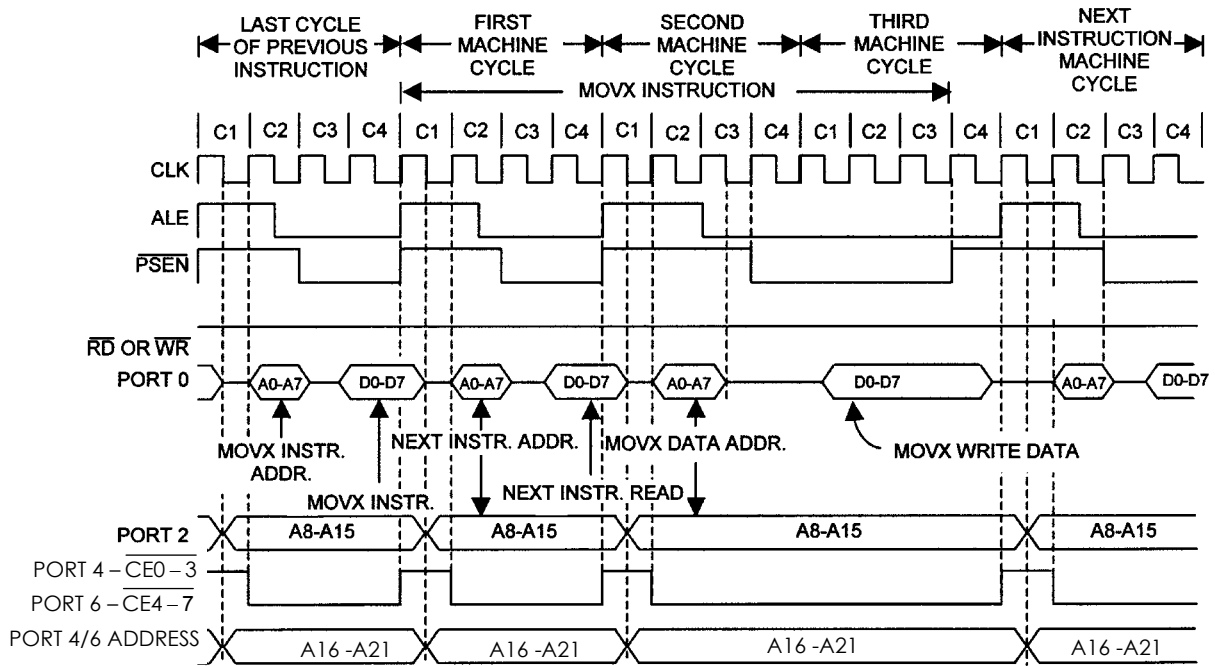 LAST CYCLE
OF PREVIOUS
INSTRUCTION
FIRST
MACHINE
CYCLE
SECOND
MACHINE
CYCLE
THIRD
MACHINE
CYCLE
NEXT
INSTRUCTION
MACHINE
CYCLE
MOVX INSTRUCTION
C1 C2 C3 C4 C1 C2 C3 C4 C1 C2 C3 C4 C1 C2 C3 C4 C1 C2 C3 C4
CLK
ALE
PSEN
RD OR WR
PORT 0
A0-A7 D0-D7 A0-A7 D0-D7 A0-A7 D0-D7 A0-A7 D0-D7
MOVX INSTR.
ADDR.
NEXT INSTR. ADDR.
MOVX DATA ADDR.
MOVX WRITE DATA
MOVX INSTR.
NEXT INSTR. READ
PORT 2 A8-A15 A8-A15 A8-A15 A8-A15
PORT 4 – CE0 – 3
PORT 6 – CE4 – 7
PORT 4/6 ADDRESS A16 -A21 A16 -A21 A16 -A21 A16 -A21